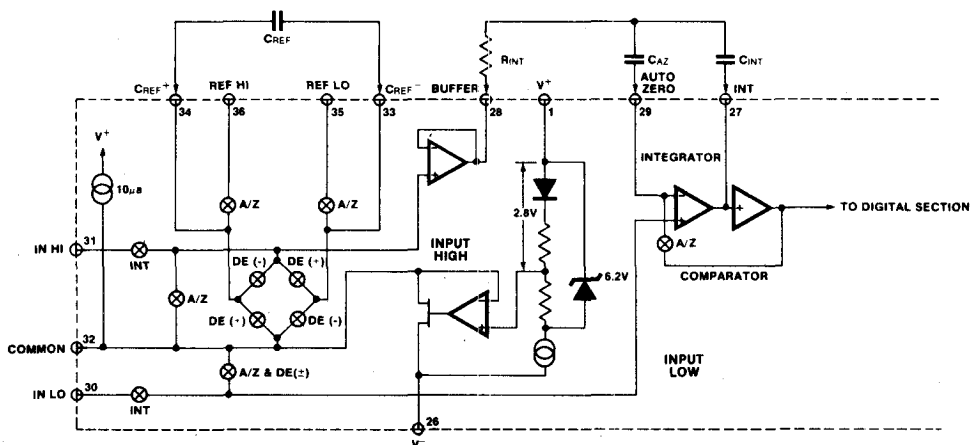 CREF
RINT
CAZ
CINT
CREF+
REF HI
REF LO
CREF-
BUFFER
V+
AUTO
ZERO
INT
34
36
35
33
28
1
29
27
V+
10µa
A/Z
A/Z
2.8V
INTEGRATOR
TO DIGITAL SECTION
IN HI
31
INT
INPUT
HIGH
A/Z
COMPARATOR
6.2V
DE (-)
DE (+)
A/Z
DE (+)
DE (-)
COMMON
32
A/Z & DE(±)
INPUT
LOW
IN LO
30
INT
26